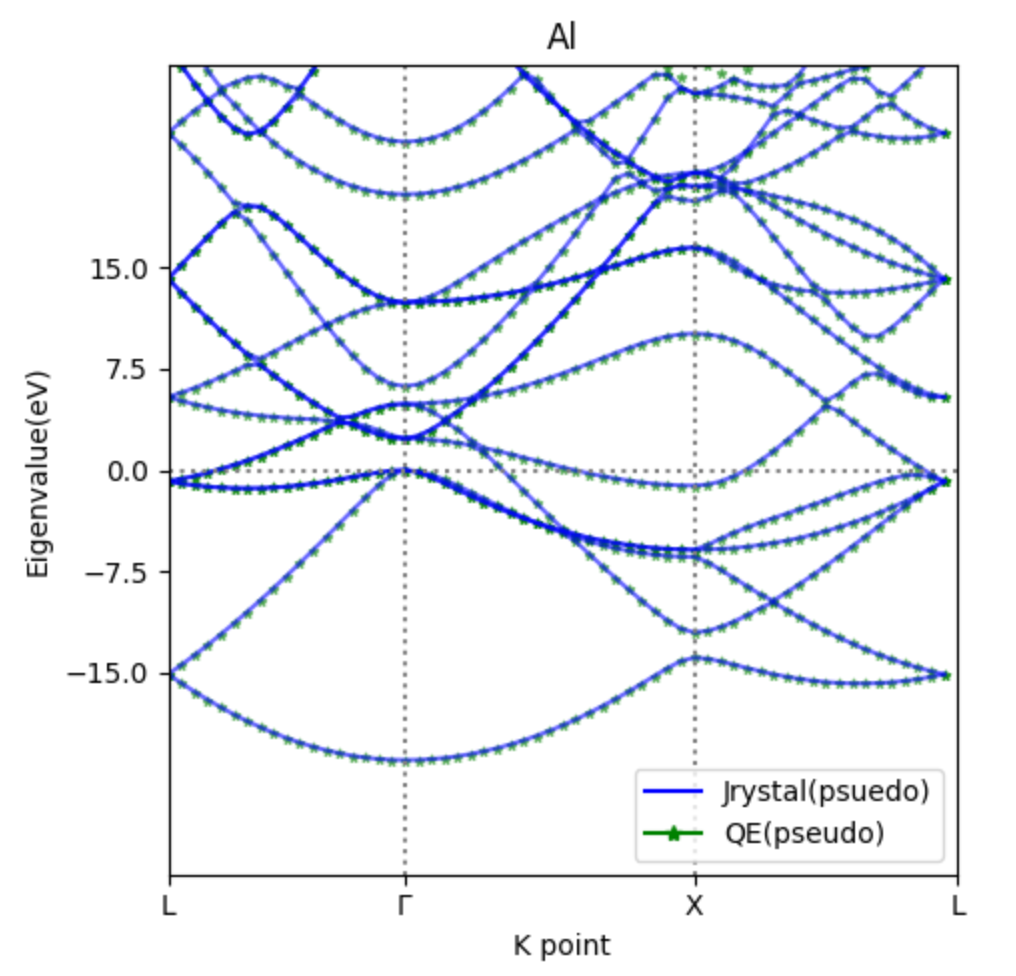 Al
Eigenvalue(eV)
15.0
7.5
0.0
−7.5
−15.0
Jrystal(psuedo)
QE(pseudo)
L
Γ
X
L
K point